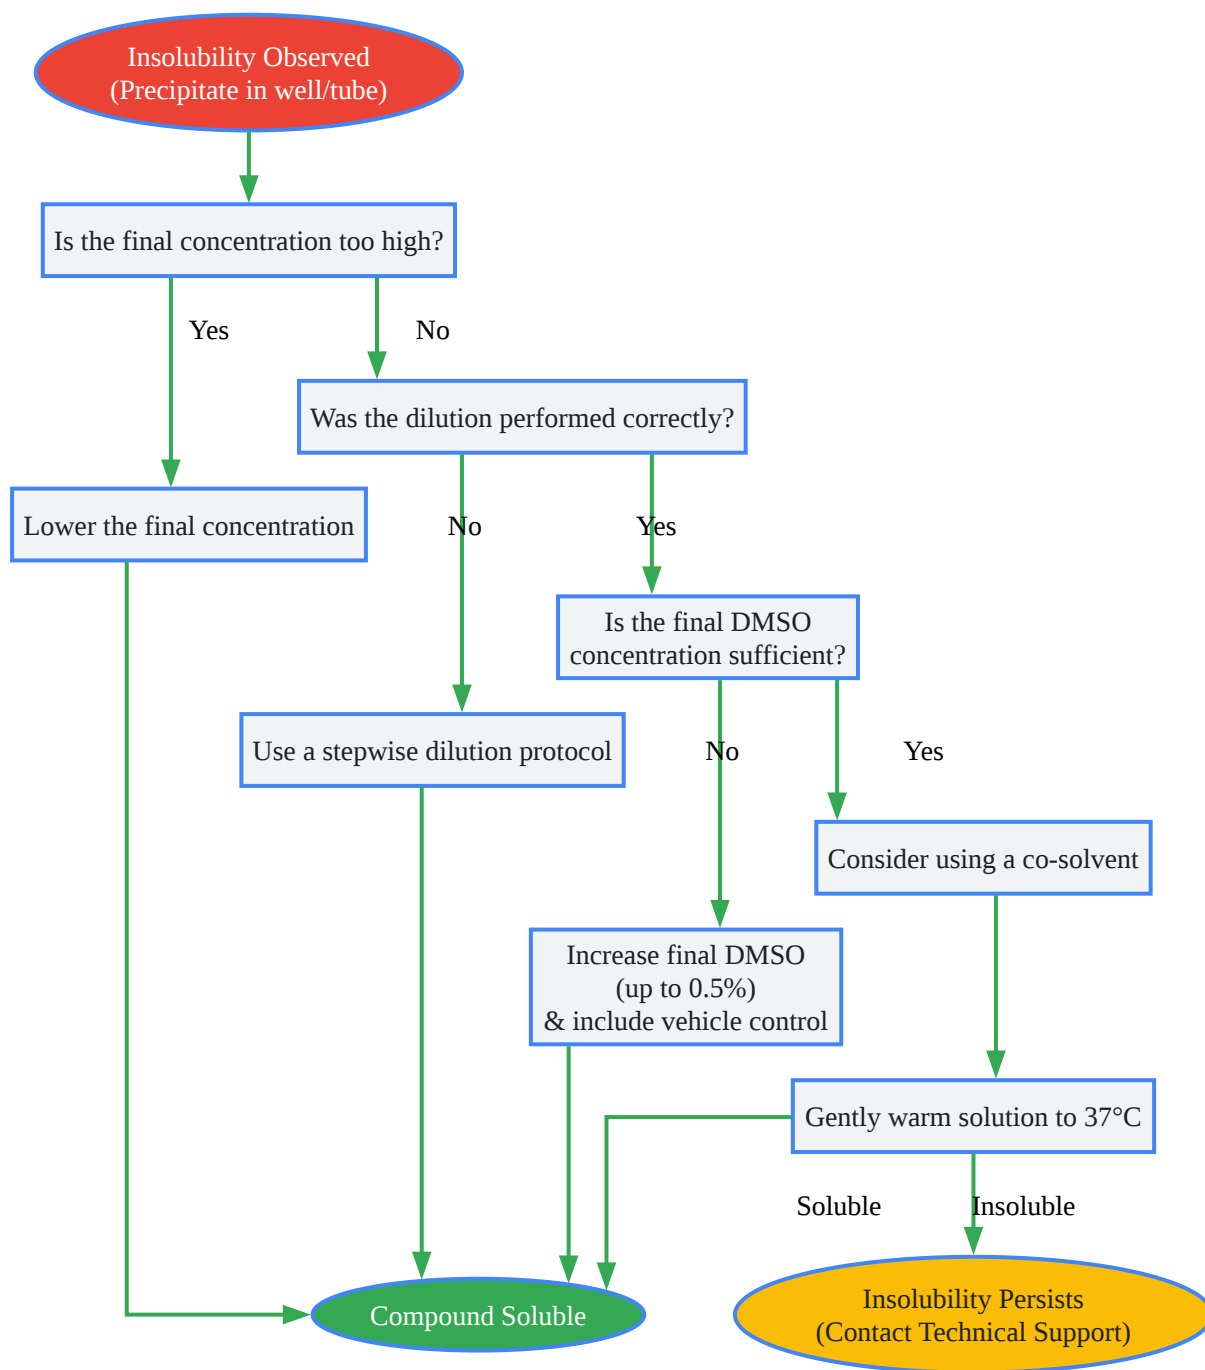 Insolubility Observed
(Precipitate in well/tube)
Is the final concentration too high?
Yes
No
Was the dilution performed correctly?
Lower the final concentration
No
Yes
Is the final DMSO
concentration sufficient?
Use a stepwise dilution protocol
No
Yes
Consider using a co-solvent
Increase final DMSO
(up to 0.5%)
& include vehicle control
Gently warm solution to 37°C
Soluble
Insoluble
Compound Soluble
Insolubility Persists
(Contact Technical Support)